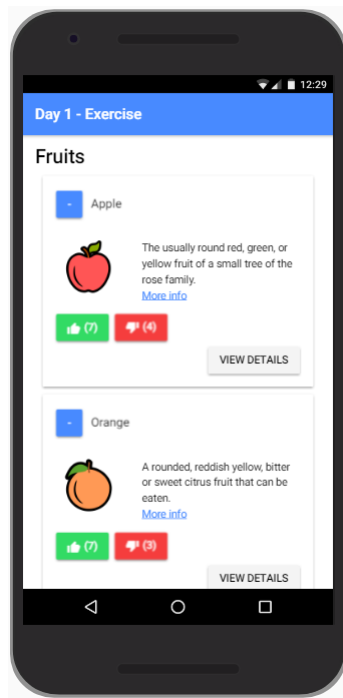 12:29
Day 1 - Exercise
Fruits
- Apple
The usually round red, green, or
yellow fruit of a small tree of the
rose family.
More info
(7) (4)
VIEW DETAILS
- Orange
A rounded, reddish yellow, bitter
or sweet citrus fruit that can be
eaten.
More info
(7) (3)
VIEW DETAILS